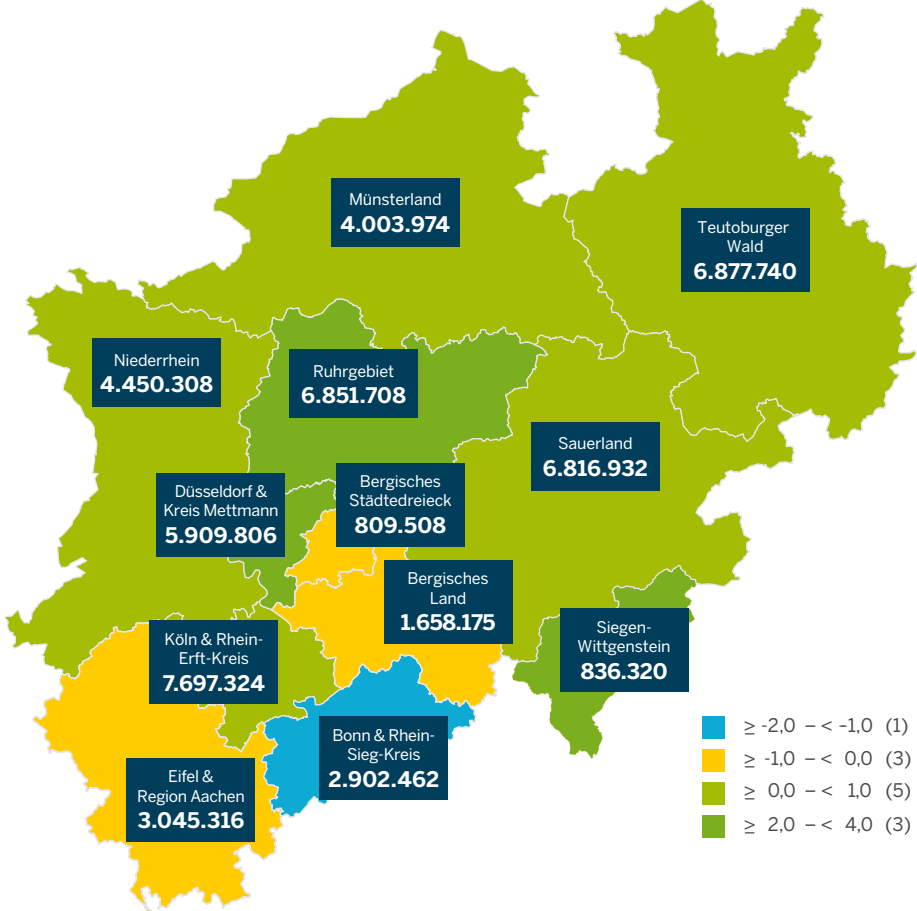 Münsterland
4.003.974
Teutoburger
Wald
6.877.740
Niederrhein
4.450.308
Ruhrgebiet
6.851.708
Sauerland
6.816.932
Düsseldorf &
Kreis Mettmann
5.909.806
Bergisches
Städtedreieck
809.508
Bergisches
Land
1.658.175
Siegen-
Wittgenstein
836.320
Köln & Rhein-
Erft-Kreis
7.697.324
Bonn & Rhein-
Sieg-Kreis
2.902.462
Eifel &
Region Aachen
3.045.316
≥ -2,0 – < -1,0 (1)
≥ -1,0 – < 0,0 (3)
≥ 0,0 – < 1,0 (5)
≥ 2,0 – < 4,0 (3)